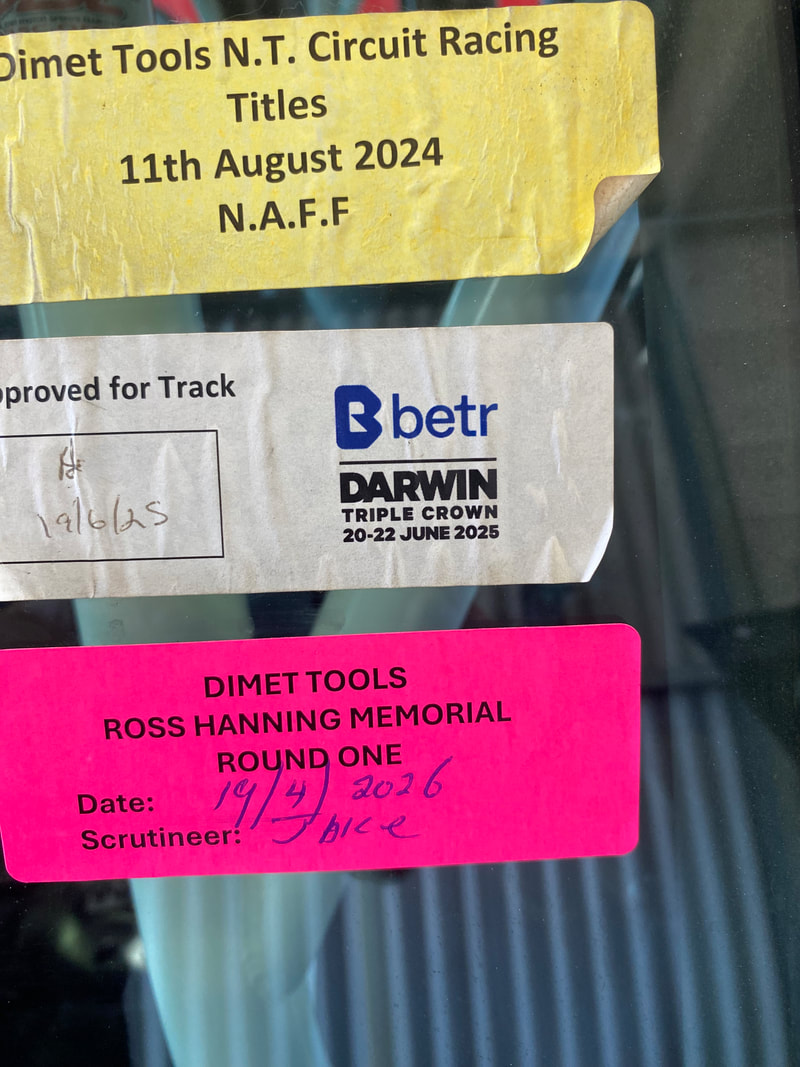 Dimet Tools N.T. Circuit Racing
Titles
11th August 2024
N.A.F.F
pproved for Track
19/6/25
betr
DARWIN
TRIPLE CROWN
20-22 JUNE 2025
DIMET TOOLS
ROSS HANNING MEMORIAL
ROUND ONE
Date: 19/4/2026
Scrutineer: